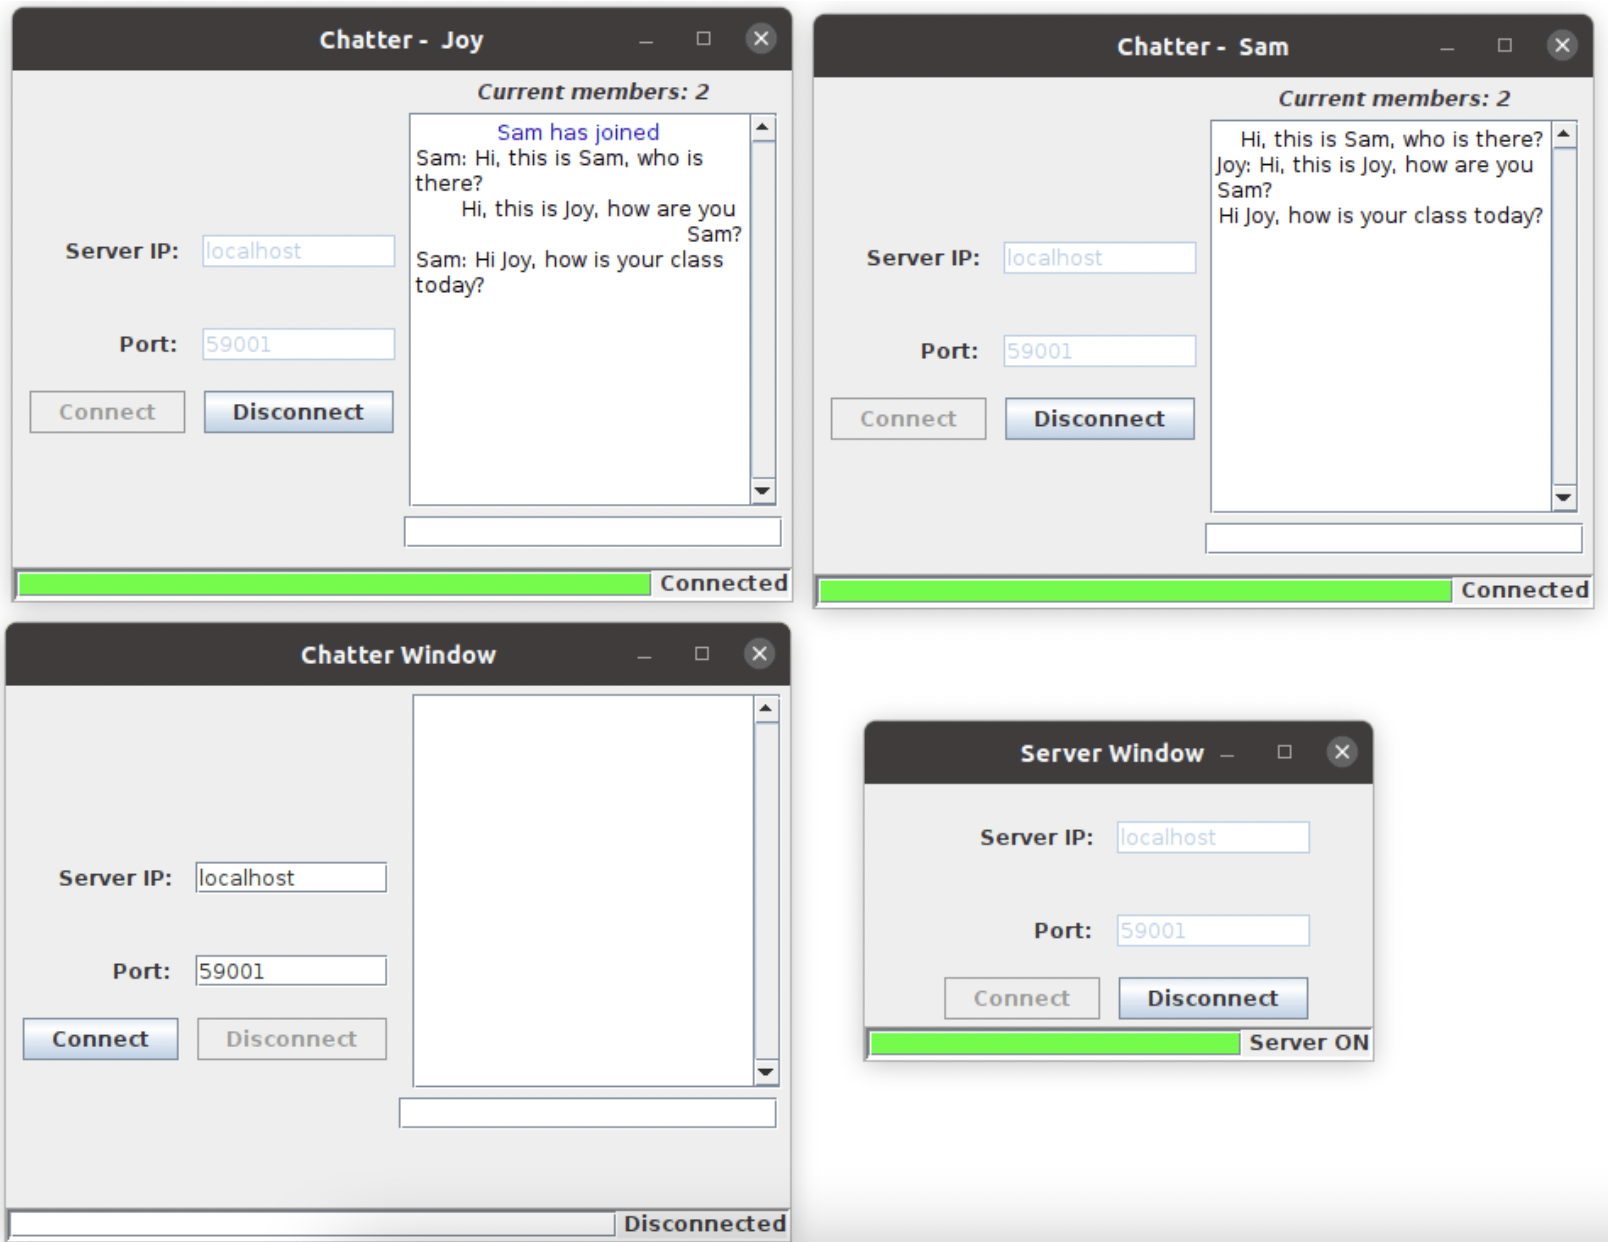 Chatter - Joy
Current members: 2
Sam has joined
Sam: Hi, this is Sam, who is
there?
Hi, this is Joy, how are you
Sam?
Sam: Hi Joy, how is your class
today?
Server IP: localhost
Port: 59001
Connect Disconnect
Connected
Chatter - Sam
Current members: 2
Hi, this is Sam, who is there?
Joy: Hi, this is Joy, how are you
Sam?
Hi Joy, how is your class today?
Server IP: localhost
Port: 59001
Connect Disconnect
Connected
Chatter Window
Server IP: localhost
Port: 59001
Connect Disconnect
Disconnected
Server Window
Server IP: localhost
Port: 59001
Connect Disconnect
Server ON